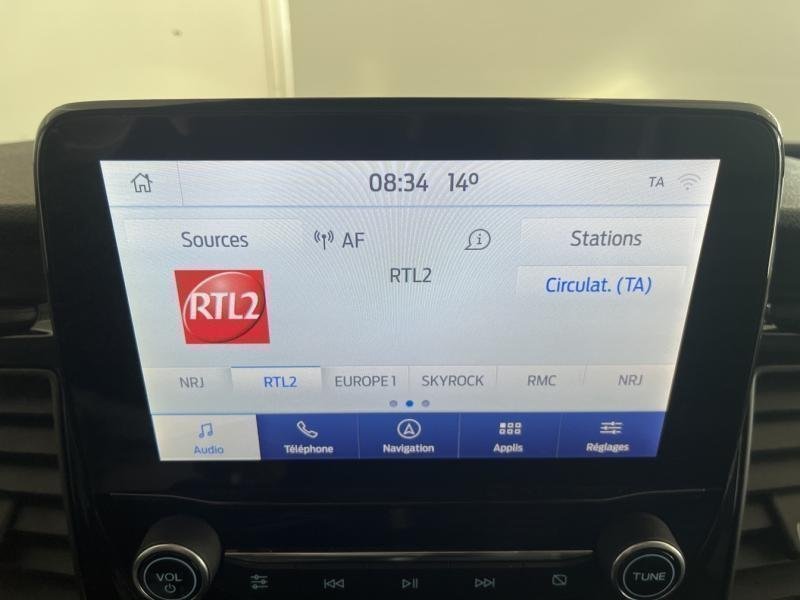 08:34 14° TA
Sources AF Stations
RTL2 RTL2 Circulat. (TA)
NRJ RTL2 EUROPE 1 SKYROCK RMC NRJ
Audio Téléphone Navigation Applis Réglages
VOL TUNE